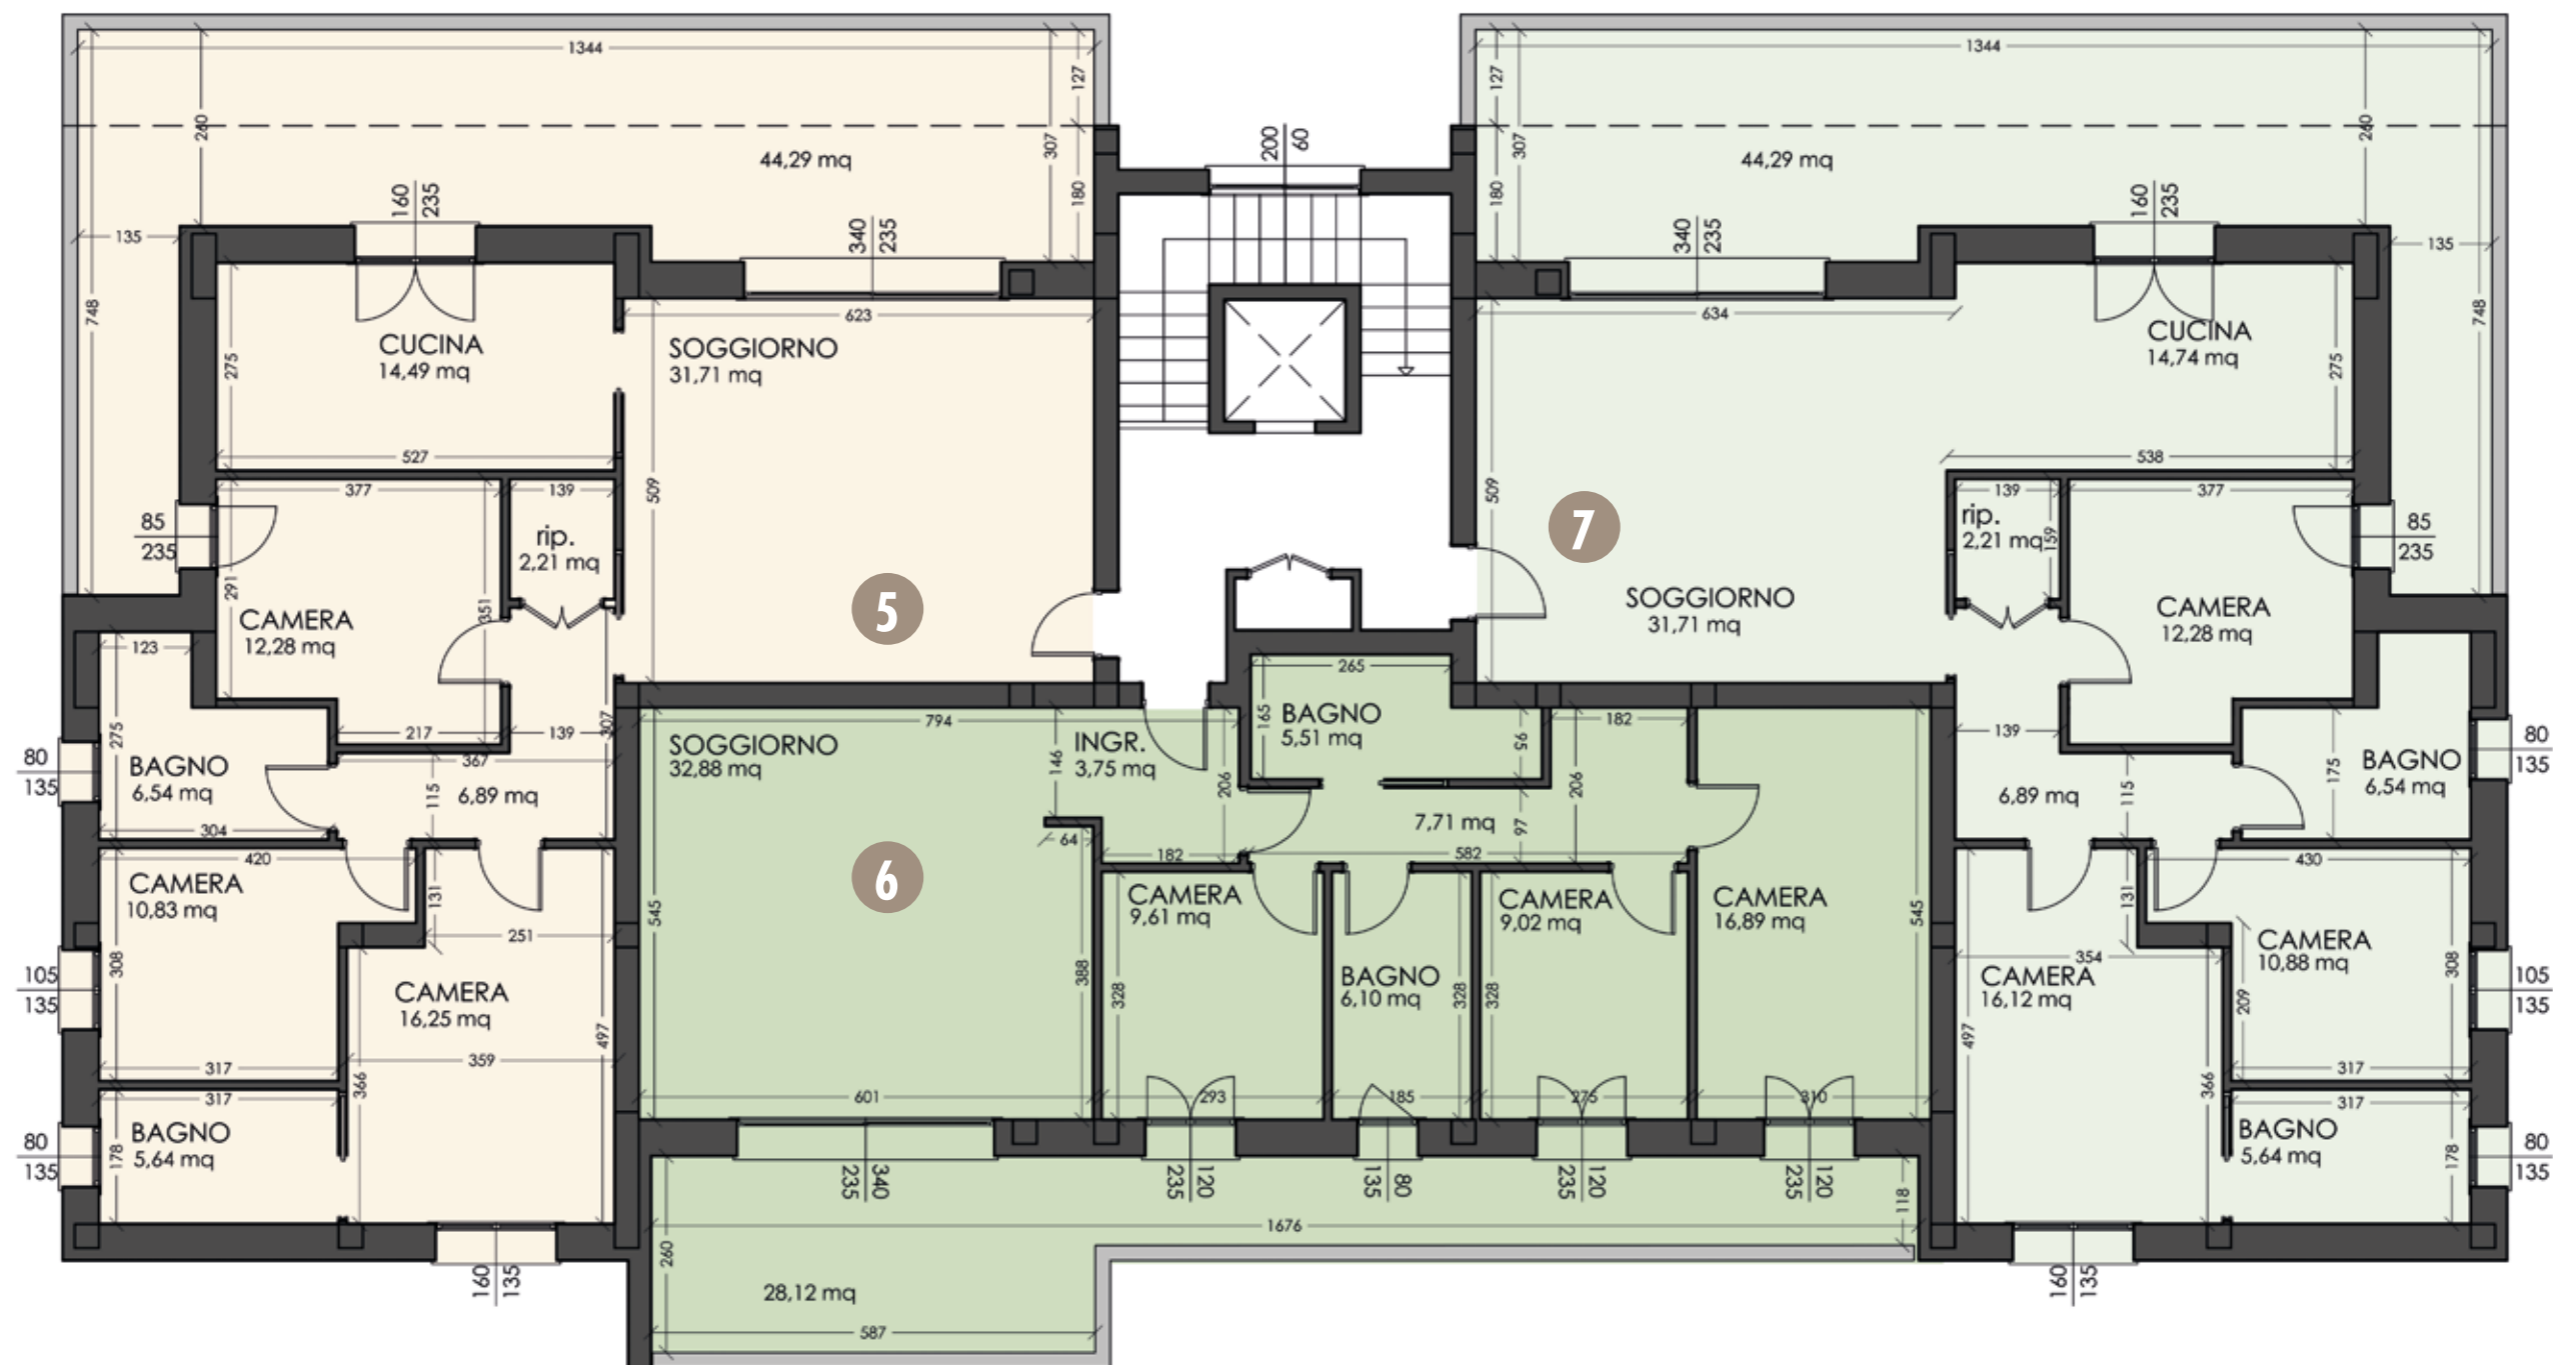 1344
1344
127
127
260
260
307
307
44,29 mq
44,29 mq
200
60
180
180
160
235
160
235
340
235
340
235
135
135
748
748
623
634
CUCINA
14,49 mq
SOGGIORNO
31,71 mq
CUCINA
14,74 mq
275
275
527
538
377
139
509
509
139
377
85
235
rip.
2,21 mq
7
rip.
2,21 mq
159
85
235
291
351
CAMERA
12,28 mq
5
SOGGIORNO
31,71 mq
CAMERA
12,28 mq
123
265
275
217
139
307
794
165
BAGNO
5,51 mq
95
182
139
SOGGIORNO
32,88 mq
INGR.
3,75 mq
146
206
206
80
135
BAGNO
6,54 mq
367
115
6,89 mq
6,89 mq
115
175
BAGNO
6,54 mq
80
135
304
64
182
7,71 mq
97
582
420
430
CAMERA
10,83 mq
131
6
CAMERA
9,61 mq
CAMERA
9,02 mq
CAMERA
16,89 mq
131
251
545
545
CAMERA
10,88 mq
354
105
135
308
388
328
BAGNO
6,10 mq
328
328
CAMERA
16,12 mq
209
308
105
135
CAMERA
16,25 mq
497
359
497
317
366
317
366
317
601
293
185
275
310
317
80
135
BAGNO
5,64 mq
178
BAGNO
5,64 mq
178
80
135
340
235
120
235
80
135
120
235
120
235
118
1676
260
160
135
160
135
28,12 mq
587